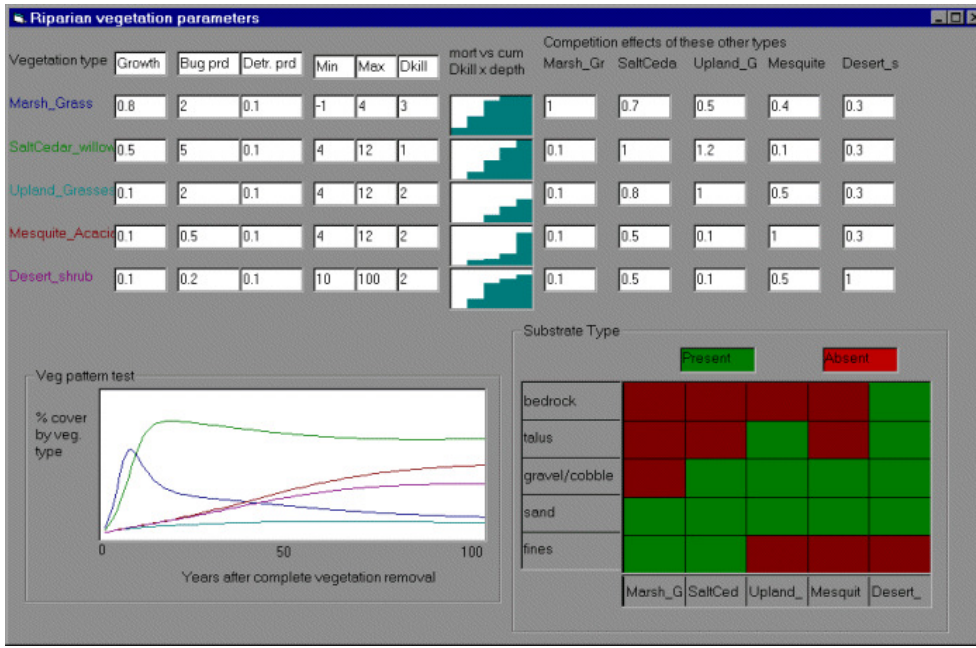 Riparian vegetation parameters
Competition effects of these other types
Vegetation type Growth Bug prd Detr. prd Min Max Dkill mort vs cum Dkill x depth Marsh_Gr SaltCeda Upland_G Mesquite Desert_s
Marsh_Grass 0.8 2 0.1 -1 4 3 1 0.7 0.5 0.4 0.3
SaltCedar_willow 0.5 5 0.1 4 12 1 0.1 1 1.2 0.1 0.3
Upland_Grasses 0.1 2 0.1 4 12 2 0.1 0.8 1 0.5 0.3
Mesquite_Acacia 0.1 0.5 0.1 4 12 2 0.1 0.5 0.1 1 0.3
Desert_shrub 0.1 0.2 0.1 10 100 2 0.1 0.5 0.1 0.5 1
Veg pattern test
% cover
by veg.
type
0 50 100
Years after complete vegetation removal
Substrate Type
Present Absent
bedrock
talus
gravel/cobble
sand
fines
Marsh_G SaltCed Upland_ Mesquit Desert_